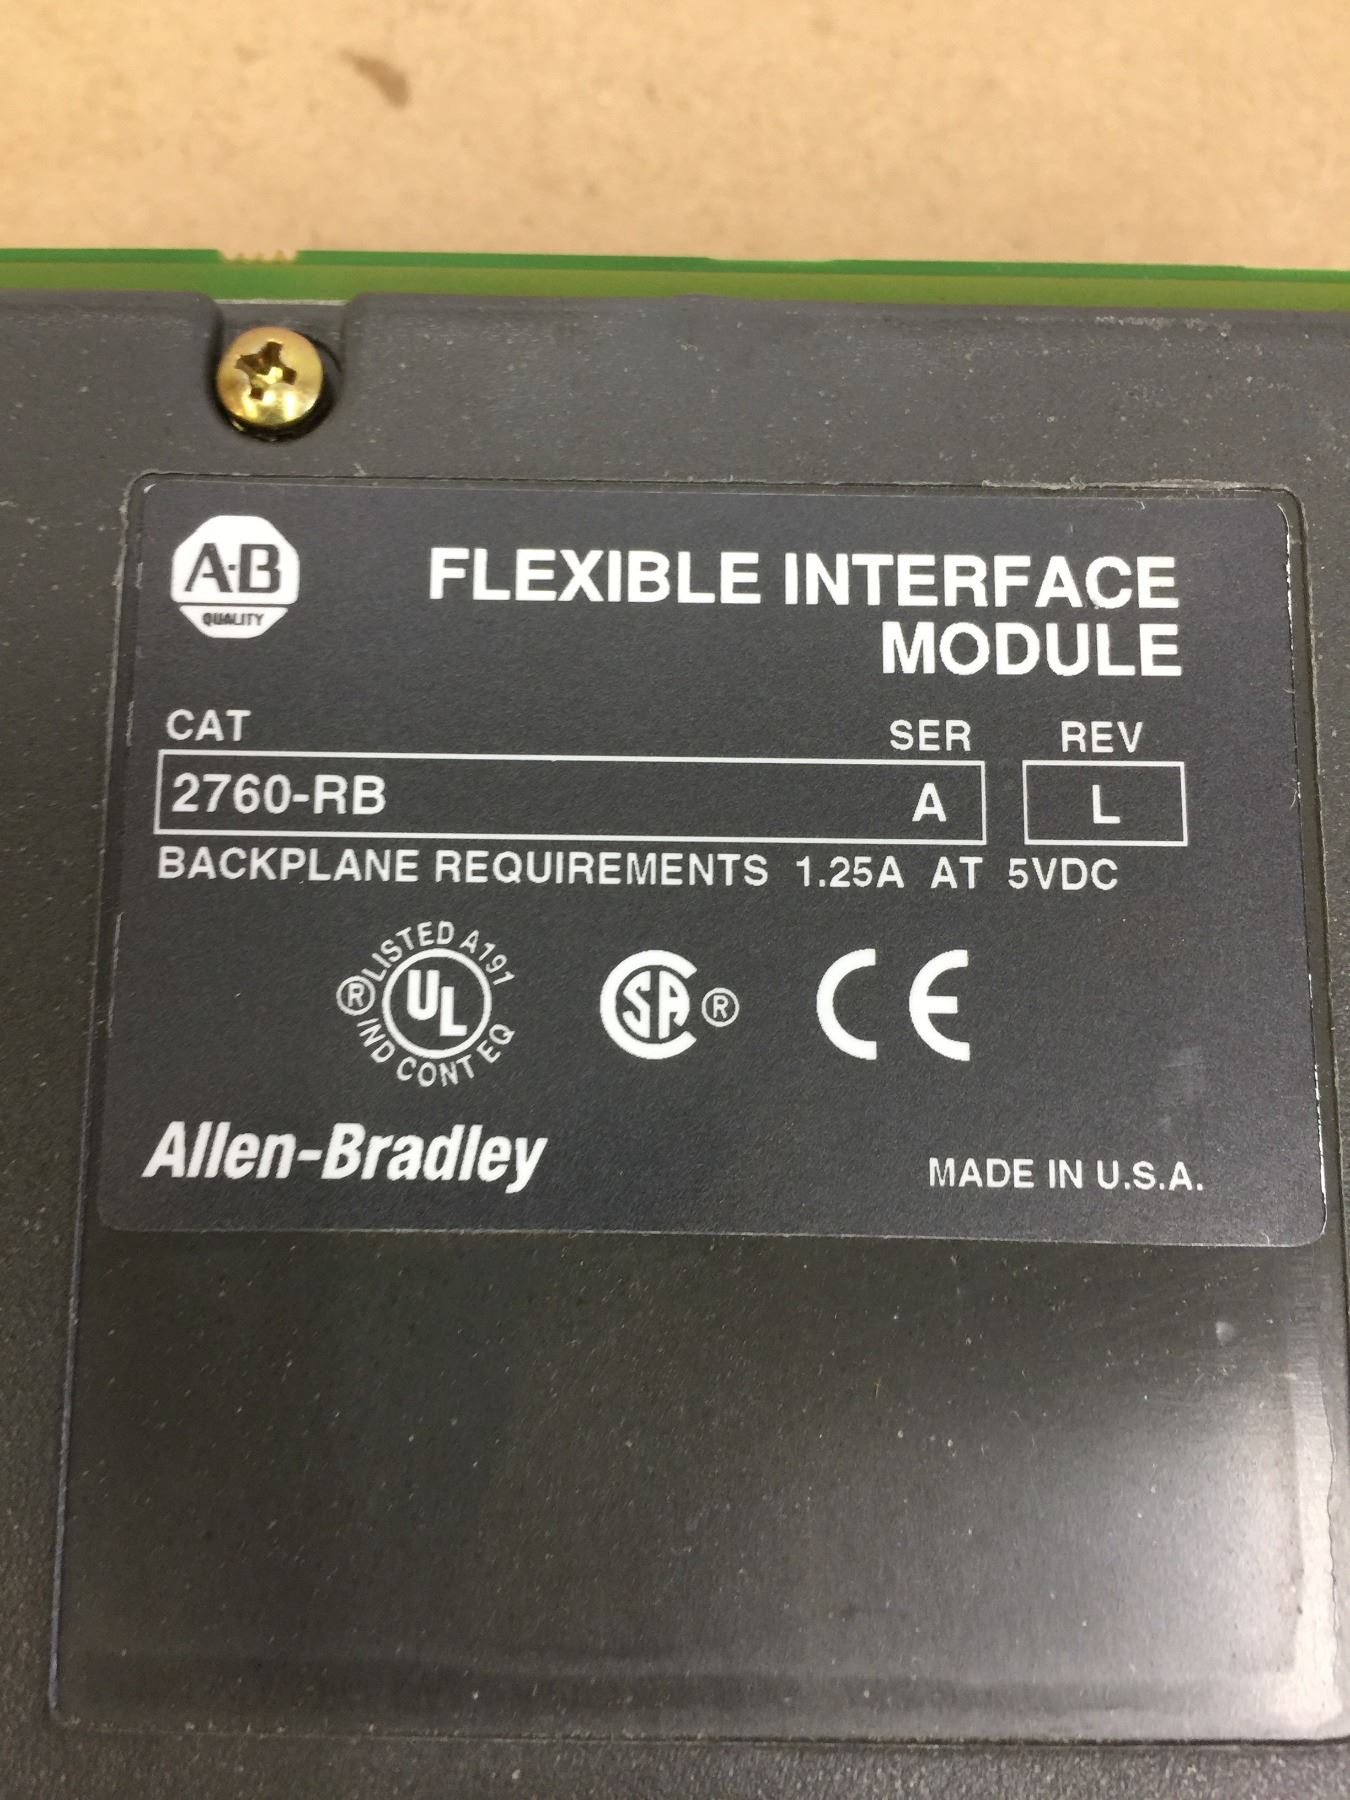 A-B
QUALITY
FLEXIBLE INTERFACE
MODULE
CAT SER REV
2760-RB A L
BACKPLANE REQUIREMENTS 1.25A AT 5VDC
® LISTED A191
UL
IND CONT EQ
SA ® CE
Allen-Bradley MADE IN U.S.A.